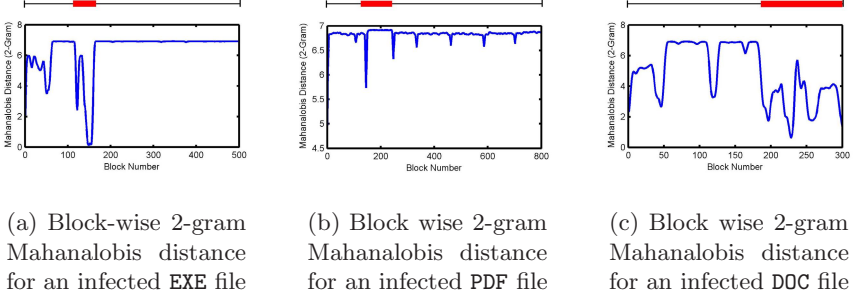 8
6
4
2
0
Mahanalobis Distance (2-Gram)
0 100 200 300 400 500
Block Number
7
6.5
6
5.5
5
4.5
Mahanalobis Distance (2-Gram)
0 200 400 600 800
Block Number
8
6
4
2
0
Mahanalobis Distance (2-Gram)
0 50 100 150 200 250 300
Block Number
(a) Block-wise 2-gram
Mahanalobis distance
for an infected EXE file
(b) Block wise 2-gram
Mahanalobis distance
for an infected PDF file
(c) Block wise 2-gram
Mahanalobis distance
for an infected DOC file